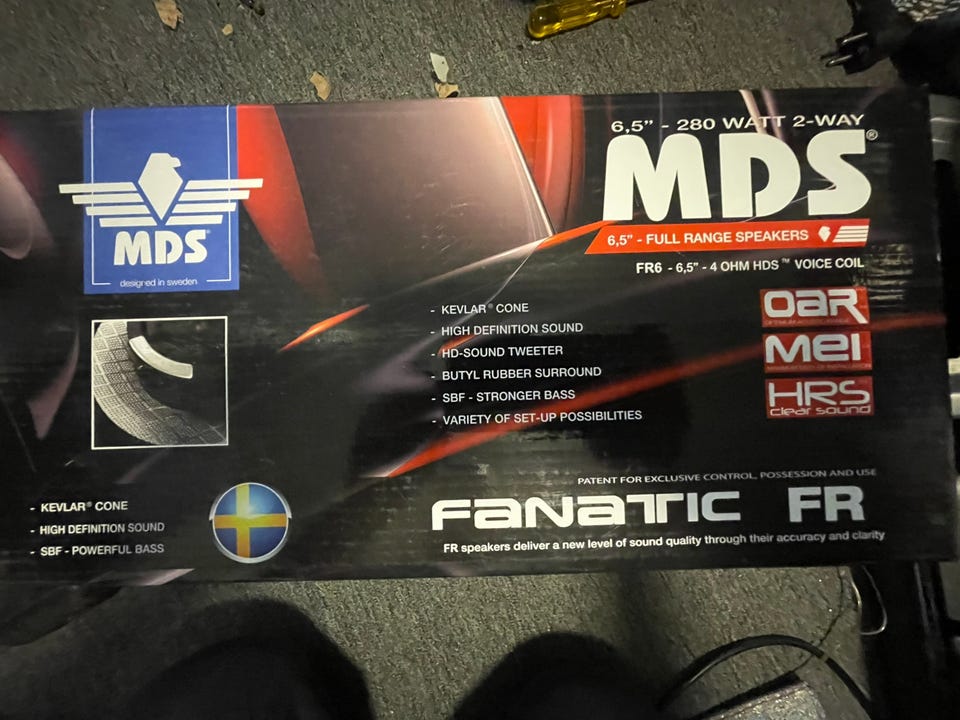 MDS®
designed in sweden
- KEVLAR® CONE
- HIGH DEFINITION SOUND
- SBF - POWERFUL BASS
6,5” - 280 WATT 2-WAY
MDS®
6,5” - FULL RANGE SPEAKERS
FR6 - 6,5” - 4 OHM HDS™ VOICE COIL
- KEVLAR® CONE
- HIGH DEFINITION SOUND
- HD-SOUND TWEETER
- BUTYL RUBBER SURROUND
- SBF - STRONGER BASS
- VARIETY OF SET-UP POSSIBILITIES
OaR
MeI
HRS
clear sound
PATENT FOR EXCLUSIVE CONTROL, POSSESSION AND USE
FaNaTIC FR
FR speakers deliver a new level of sound quality through their accuracy and clarity